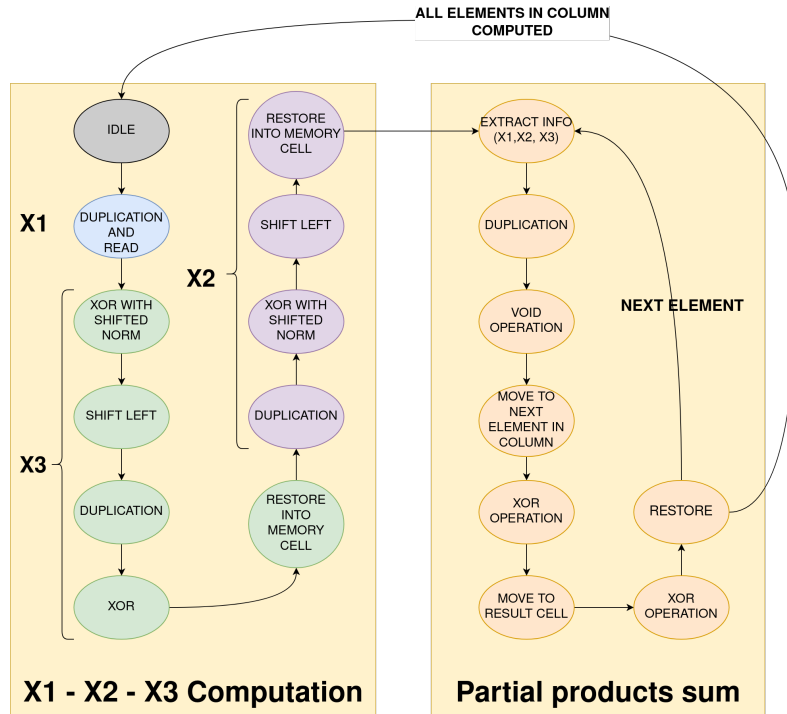 ALL ELEMENTS IN COLUMN
COMPUTED
IDLE
X1
DUPLICATION
AND
READ
X3
XOR WITH
SHIFTED
NORM
SHIFT LEFT
DUPLICATION
XOR
RESTORE
INTO
MEMORY
CELL
X2
DUPLICATION
XOR WITH
SHIFTED
NORM
SHIFT LEFT
RESTORE
INTO MEMORY
CELL
X1 - X2 - X3 Computation
EXTRACT INFO
(X1,X2, X3)
DUPLICATION
VOID
OPERATION
MOVE TO
NEXT
ELEMENT IN
COLUMN
XOR
OPERATION
MOVE TO
RESULT CELL
XOR
OPERATION
RESTORE
NEXT ELEMENT
Partial products sum